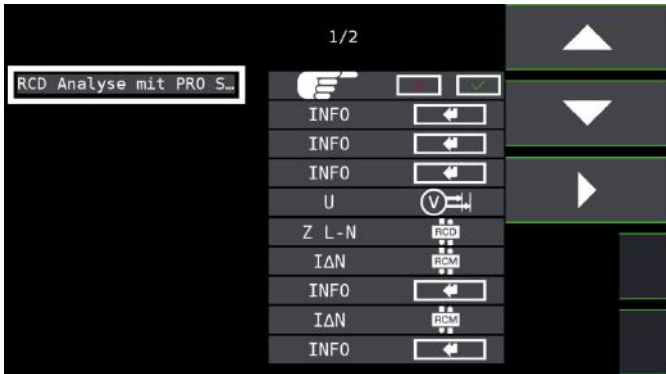 1/2
RCD Analyse mit PRO S…
INFO
INFO
INFO
U V
Z L-N RCD
IΔN RCM
INFO
IΔN RCM
INFO